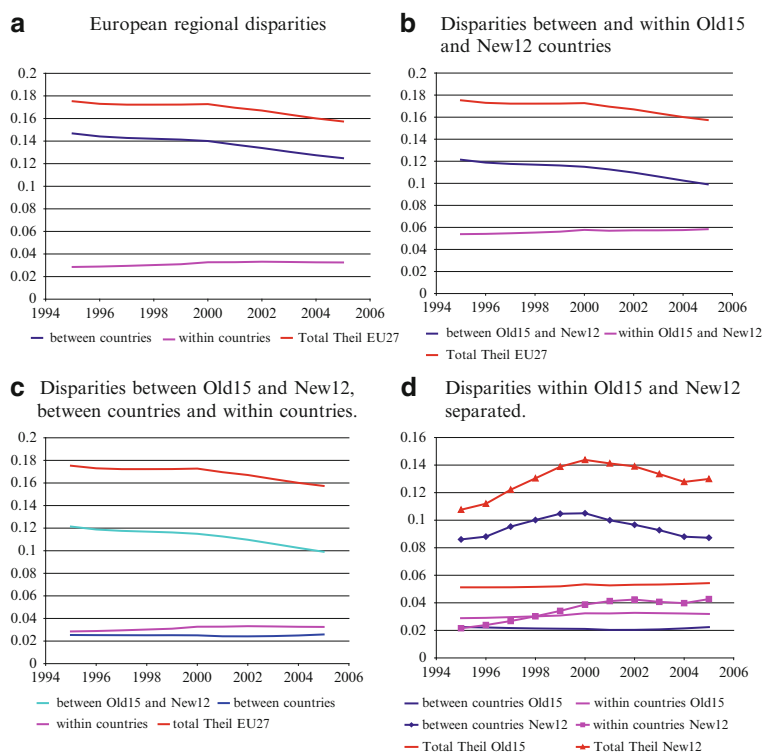 a
European regional disparities
0.2
0.18
0.16
0.14
0.12
0.1
0.08
0.06
0.04
0.02
0
1994 1996 1998 2000 2002 2004 2006
between countries within countries Total Theil EU27
b
Disparities between and within Old15
and New12 countries
0.2
0.18
0.16
0.14
0.12
0.1
0.08
0.06
0.04
0.02
0
1994 1996 1998 2000 2002 2004 2006
between Old15 and New12 within Old15 and New12
Total Theil EU27
c
Disparities between Old15 and New12,
between countries and within countries.
0.2
0.18
0.16
0.14
0.12
0.1
0.08
0.06
0.04
0.02
0
1994 1996 1998 2000 2002 2004 2006
between Old15 and New12 between countries
within countries total Theil EU27
d
Disparities within Old15 and New12
separated.
0.16
0.14
0.12
0.1
0.08
0.06
0.04
0.02
0
1994 1996 1998 2000 2002 2004 2006
between countries Old15 within countries Old15
between countries New12 within countries New12
Total Theil Old15 Total Theil New12